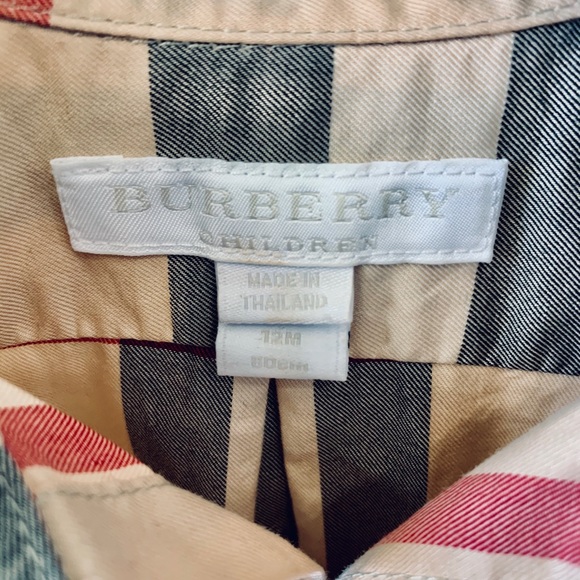 BURBERRY
CHILDREN
MADE IN
THAILAND
12M
80cm